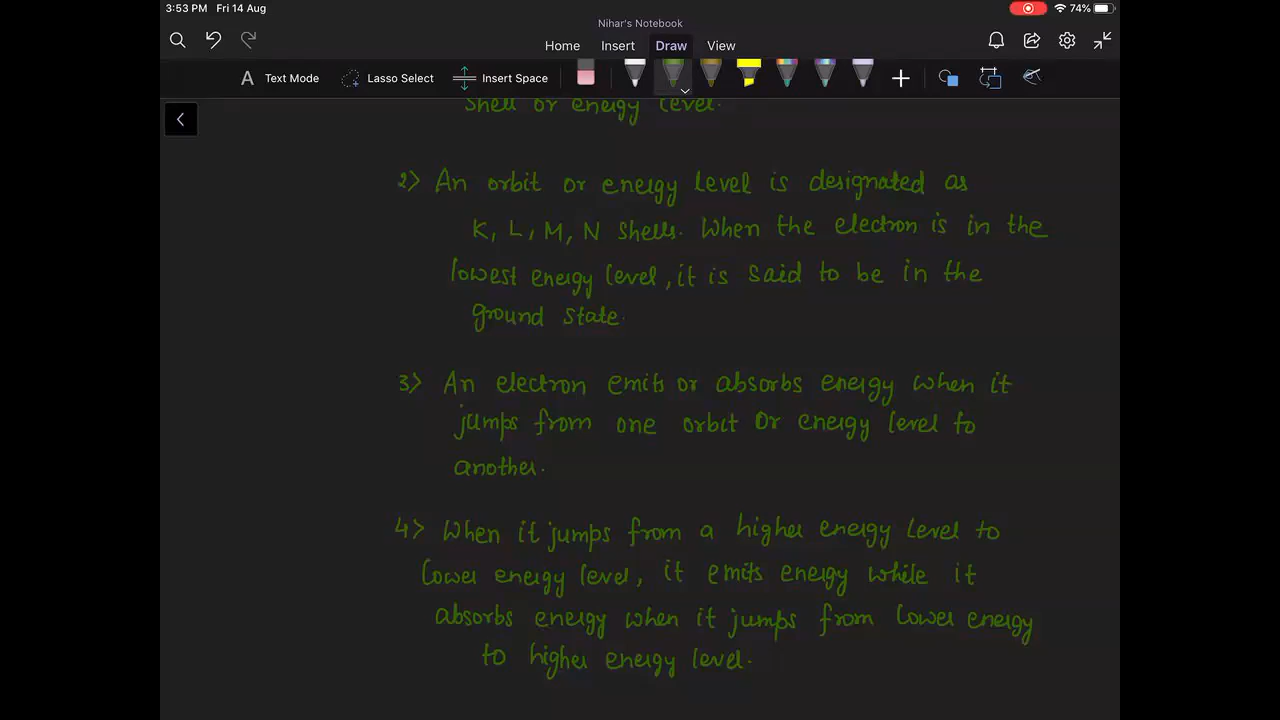 3:53 PM Fri 14 Aug
74%
Nihar's Notebook
Home Insert Draw View
A Text Mode Lasso Select Insert Space
Shell or energy level.
2) An orbit or energy level is designated as
K, L, M, N shells. When the electron is in the
lowest energy level, it is said to be in the
ground state.
3) An electron emits or absorbs energy when it
jumps from one orbit or energy level to
another.
4) When it jumps from a higher energy level to
lower energy level, it emits energy while it
absorbs energy when it jumps from lower energy
to higher energy level.